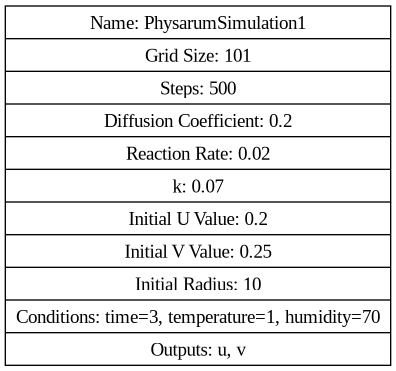 Name: PhysarumSimulation1
Grid Size: 101
Steps: 500
Diffusion Coefficient: 0.2
Reaction Rate: 0.02
k: 0.07
Initial U Value: 0.2
Initial V Value: 0.25
Initial Radius: 10
Conditions: time=3, temperature=1, humidity=70
Outputs: u, v